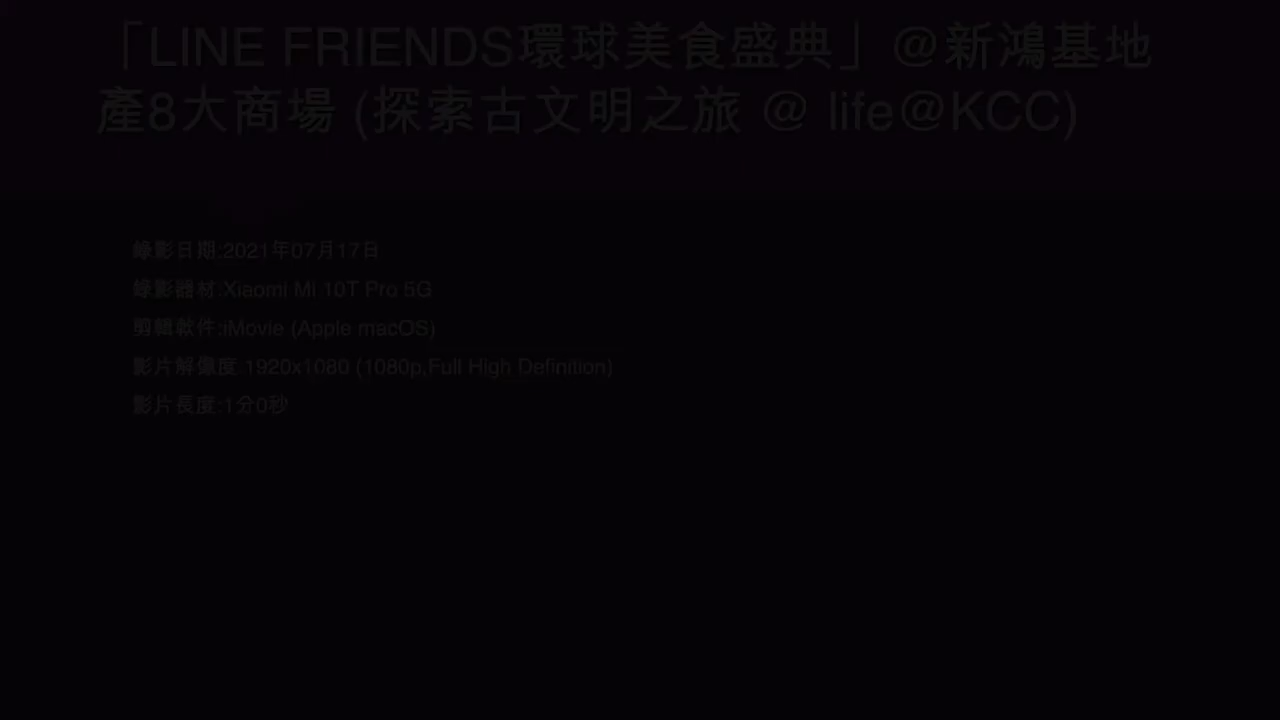 「LINE FRIENDS環球美食盛典」@新鴻基地
產8大商場 (探索古文明之旅 @ life@KCC)
錄影日期:2021年07月17日
錄影器材:Xiaomi Mi 10T Pro 5G
剪輯軟件:iMovie (Apple macOS)
影片解像度:1920x1080 (1080p,Full High Definition)
影片長度:1分0秒